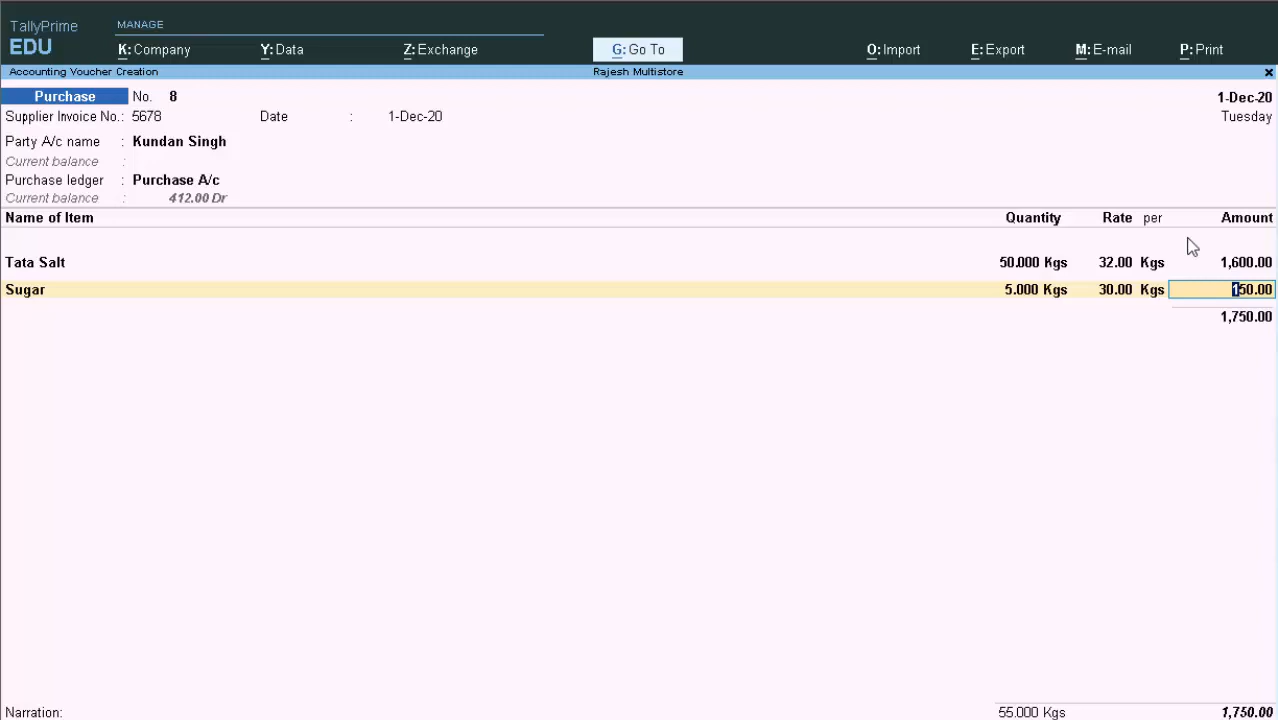 TallyPrime MANAGE
EDU K: Company Y: Data Z: Exchange G: Go To O: Import E: Export M: E-mail P: Print
Accounting Voucher Creation Rajesh Multistore ×
Purchase No. 8 1-Dec-20
Supplier Invoice No.: 5678 Date : 1-Dec-20 Tuesday
Party A/c name : Kundan Singh
Current balance :
Purchase ledger : Purchase A/c
Current balance : 412.00 Dr
Name of Item Quantity Rate per Amount
Tata Salt 50.000 Kgs 32.00 Kgs 1,600.00
Sugar 5.000 Kgs 30.00 Kgs 150.00
1,750.00
Narration: 55.000 Kgs 1,750.00